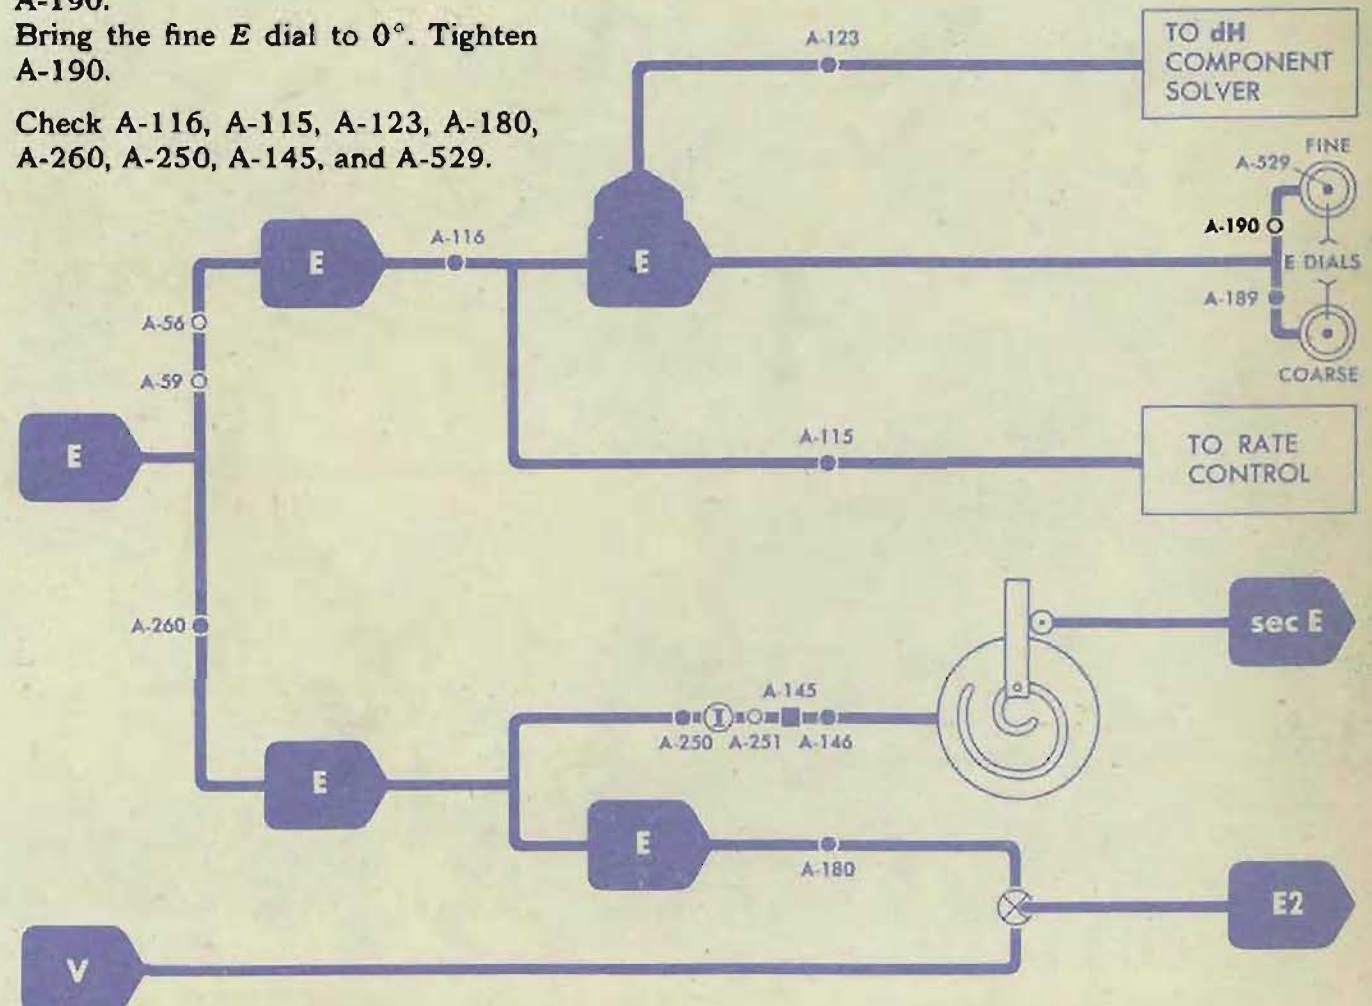 A-190.
Bring the fine E dial to 0°. Tighten
A-190.
Check A-116, A-115, A-123, A-180,
A-260, A-250, A-145, and A-529.
A-123
TO dH
COMPONENT
SOLVER
FINE
A-529
A-190
E DIALS
A-189
COARSE
E
A-116
E
A-56
A-59
E
A-115
TO RATE
CONTROL
A-260
sec E
A-145
I
A-250 A-251 A-146
E
E
A-180
E2
V